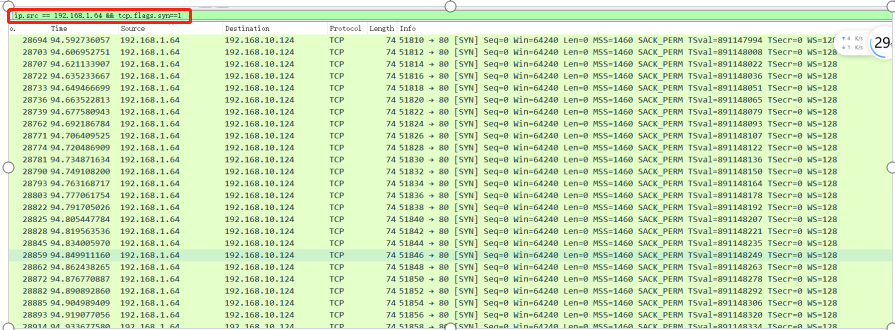 ip.src == 192.168.1.64 && tcp.flags.syn==1
o. Time Source Destination Protocol Length Info
28694 94.592736057 192.168.1.64 192.168.10.124 TCP 74 51810 → 80 [SYN] Seq=0 Win=64240 Len=0 MSS=1460 SACK_PERM TSval=891147994 TSecr=0 WS=128
28703 94.606952751 192.168.1.64 192.168.10.124 TCP 74 51812 → 80 [SYN] Seq=0 Win=64240 Len=0 MSS=1460 SACK_PERM TSval=891148008 TSecr=0 WS=128
28707 94.621133907 192.168.1.64 192.168.10.124 TCP 74 51814 → 80 [SYN] Seq=0 Win=64240 Len=0 MSS=1460 SACK_PERM TSval=891148022 TSecr=0 WS=128
28722 94.635233667 192.168.1.64 192.168.10.124 TCP 74 51816 → 80 [SYN] Seq=0 Win=64240 Len=0 MSS=1460 SACK_PERM TSval=891148036 TSecr=0 WS=128
28733 94.649466699 192.168.1.64 192.168.10.124 TCP 74 51818 → 80 [SYN] Seq=0 Win=64240 Len=0 MSS=1460 SACK_PERM TSval=891148051 TSecr=0 WS=128
28736 94.663522813 192.168.1.64 192.168.10.124 TCP 74 51820 → 80 [SYN] Seq=0 Win=64240 Len=0 MSS=1460 SACK_PERM TSval=891148065 TSecr=0 WS=128
28739 94.677580943 192.168.1.64 192.168.10.124 TCP 74 51822 → 80 [SYN] Seq=0 Win=64240 Len=0 MSS=1460 SACK_PERM TSval=891148079 TSecr=0 WS=128
28762 94.692186784 192.168.1.64 192.168.10.124 TCP 74 51824 → 80 [SYN] Seq=0 Win=64240 Len=0 MSS=1460 SACK_PERM TSval=891148093 TSecr=0 WS=128
28771 94.706409525 192.168.1.64 192.168.10.124 TCP 74 51826 → 80 [SYN] Seq=0 Win=64240 Len=0 MSS=1460 SACK_PERM TSval=891148107 TSecr=0 WS=128
28774 94.720486909 192.168.1.64 192.168.10.124 TCP 74 51828 → 80 [SYN] Seq=0 Win=64240 Len=0 MSS=1460 SACK_PERM TSval=891148122 TSecr=0 WS=128
28781 94.734871634 192.168.1.64 192.168.10.124 TCP 74 51830 → 80 [SYN] Seq=0 Win=64240 Len=0 MSS=1460 SACK_PERM TSval=891148136 TSecr=0 WS=128
28790 94.749108200 192.168.1.64 192.168.10.124 TCP 74 51832 → 80 [SYN] Seq=0 Win=64240 Len=0 MSS=1460 SACK_PERM TSval=891148150 TSecr=0 WS=128
28793 94.763168717 192.168.1.64 192.168.10.124 TCP 74 51834 → 80 [SYN] Seq=0 Win=64240 Len=0 MSS=1460 SACK_PERM TSval=891148164 TSecr=0 WS=128
28803 94.777061754 192.168.1.64 192.168.10.124 TCP 74 51836 → 80 [SYN] Seq=0 Win=64240 Len=0 MSS=1460 SACK_PERM TSval=891148178 TSecr=0 WS=128
28822 94.791705026 192.168.1.64 192.168.10.124 TCP 74 51838 → 80 [SYN] Seq=0 Win=64240 Len=0 MSS=1460 SACK_PERM TSval=891148192 TSecr=0 WS=128
28825 94.805447784 192.168.1.64 192.168.10.124 TCP 74 51840 → 80 [SYN] Seq=0 Win=64240 Len=0 MSS=1460 SACK_PERM TSval=891148207 TSecr=0 WS=128
28828 94.819563536 192.168.1.64 192.168.10.124 TCP 74 51842 → 80 [SYN] Seq=0 Win=64240 Len=0 MSS=1460 SACK_PERM TSval=891148221 TSecr=0 WS=128
28845 94.834005970 192.168.1.64 192.168.10.124 TCP 74 51844 → 80 [SYN] Seq=0 Win=64240 Len=0 MSS=1460 SACK_PERM TSval=891148235 TSecr=0 WS=128
28859 94.849911160 192.168.1.64 192.168.10.124 TCP 74 51846 → 80 [SYN] Seq=0 Win=64240 Len=0 MSS=1460 SACK_PERM TSval=891148249 TSecr=0 WS=128
28862 94.862438265 192.168.1.64 192.168.10.124 TCP 74 51848 → 80 [SYN] Seq=0 Win=64240 Len=0 MSS=1460 SACK_PERM TSval=891148263 TSecr=0 WS=128
28872 94.876770887 192.168.1.64 192.168.10.124 TCP 74 51850 → 80 [SYN] Seq=0 Win=64240 Len=0 MSS=1460 SACK_PERM TSval=891148278 TSecr=0 WS=128
28882 94.890892860 192.168.1.64 192.168.10.124 TCP 74 51852 → 80 [SYN] Seq=0 Win=64240 Len=0 MSS=1460 SACK_PERM TSval=891148292 TSecr=0 WS=128
28885 94.904989409 192.168.1.64 192.168.10.124 TCP 74 51854 → 80 [SYN] Seq=0 Win=64240 Len=0 MSS=1460 SACK_PERM TSval=891148306 TSecr=0 WS=128
28893 94.919077056 192.168.1.64 192.168.10.124 TCP 74 51856 → 80 [SYN] Seq=0 Win=64240 Len=0 MSS=1460 SACK_PERM TSval=891148320 TSecr=0 WS=128
28914 94.933677580 192.168.1.64 192.168.10.124 TCP 74 51858 → 80 [SYN] Seq=0 Win=64240 Len=0 MSS=1460 SACK_PERM TSval=891148334 TSecr=0 WS=128
↑ 4 K/s
↓ 1 K/s
29